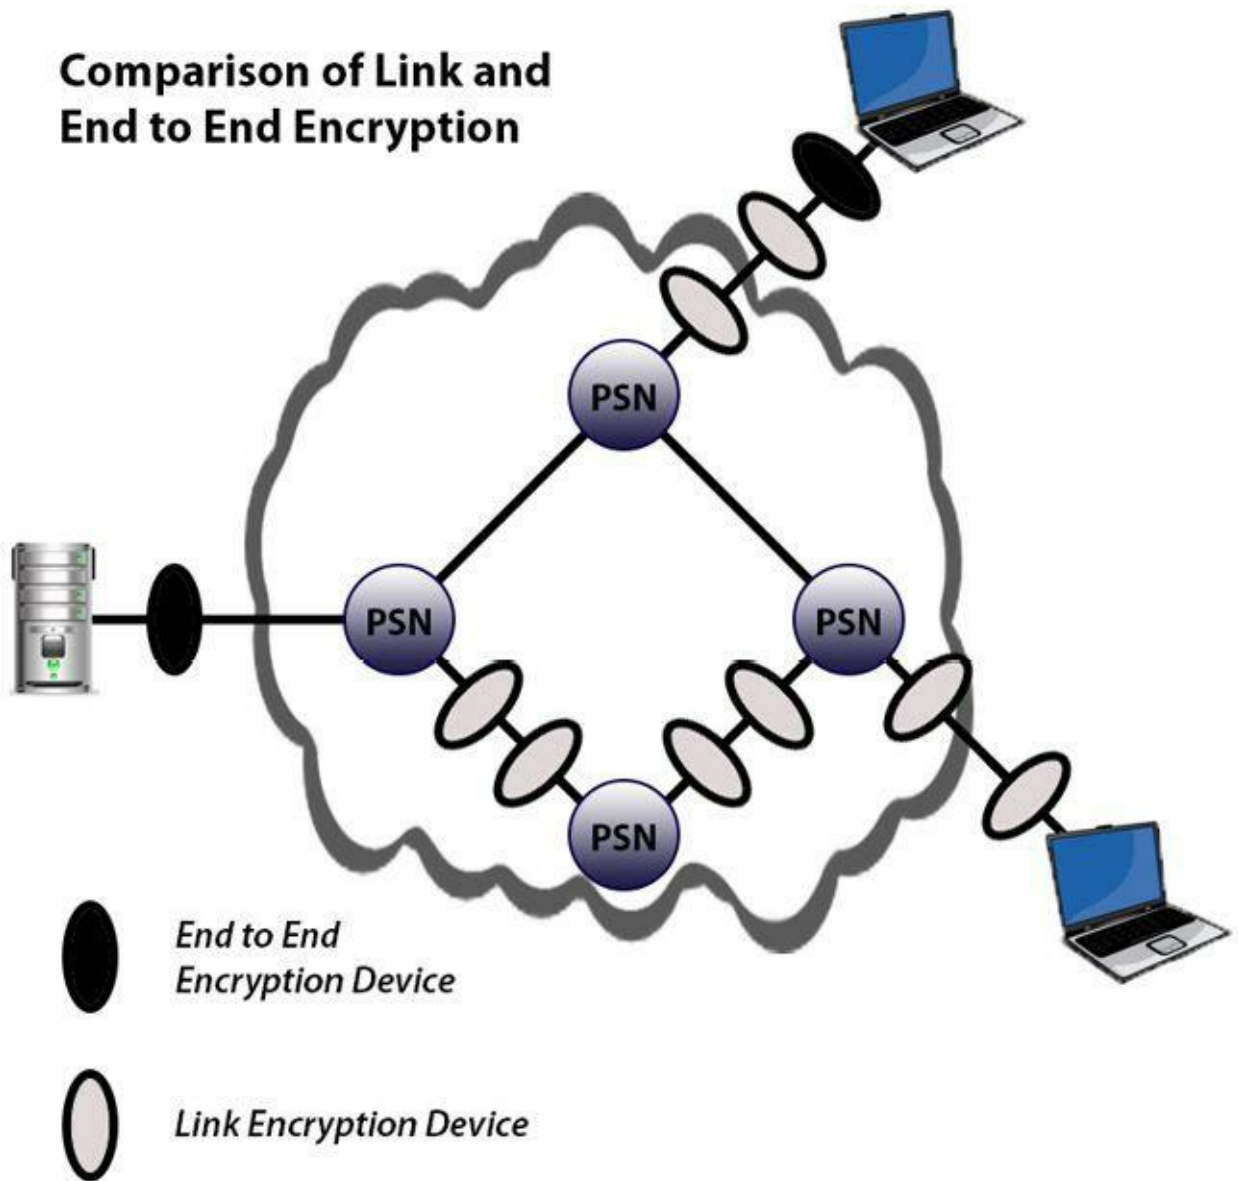 Comparison of Link and
End to End Encryption
PSN
PSN
PSN
PSN
End to End
Encryption Device
Link Encryption Device